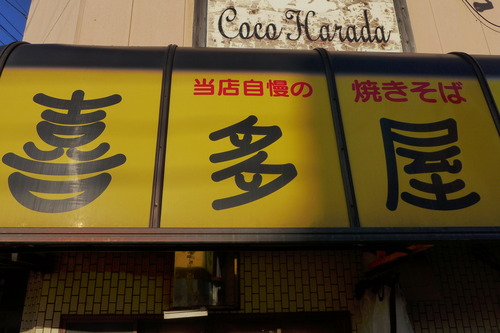 Coco Harada
当店自慢の 焼きそば
喜多屋